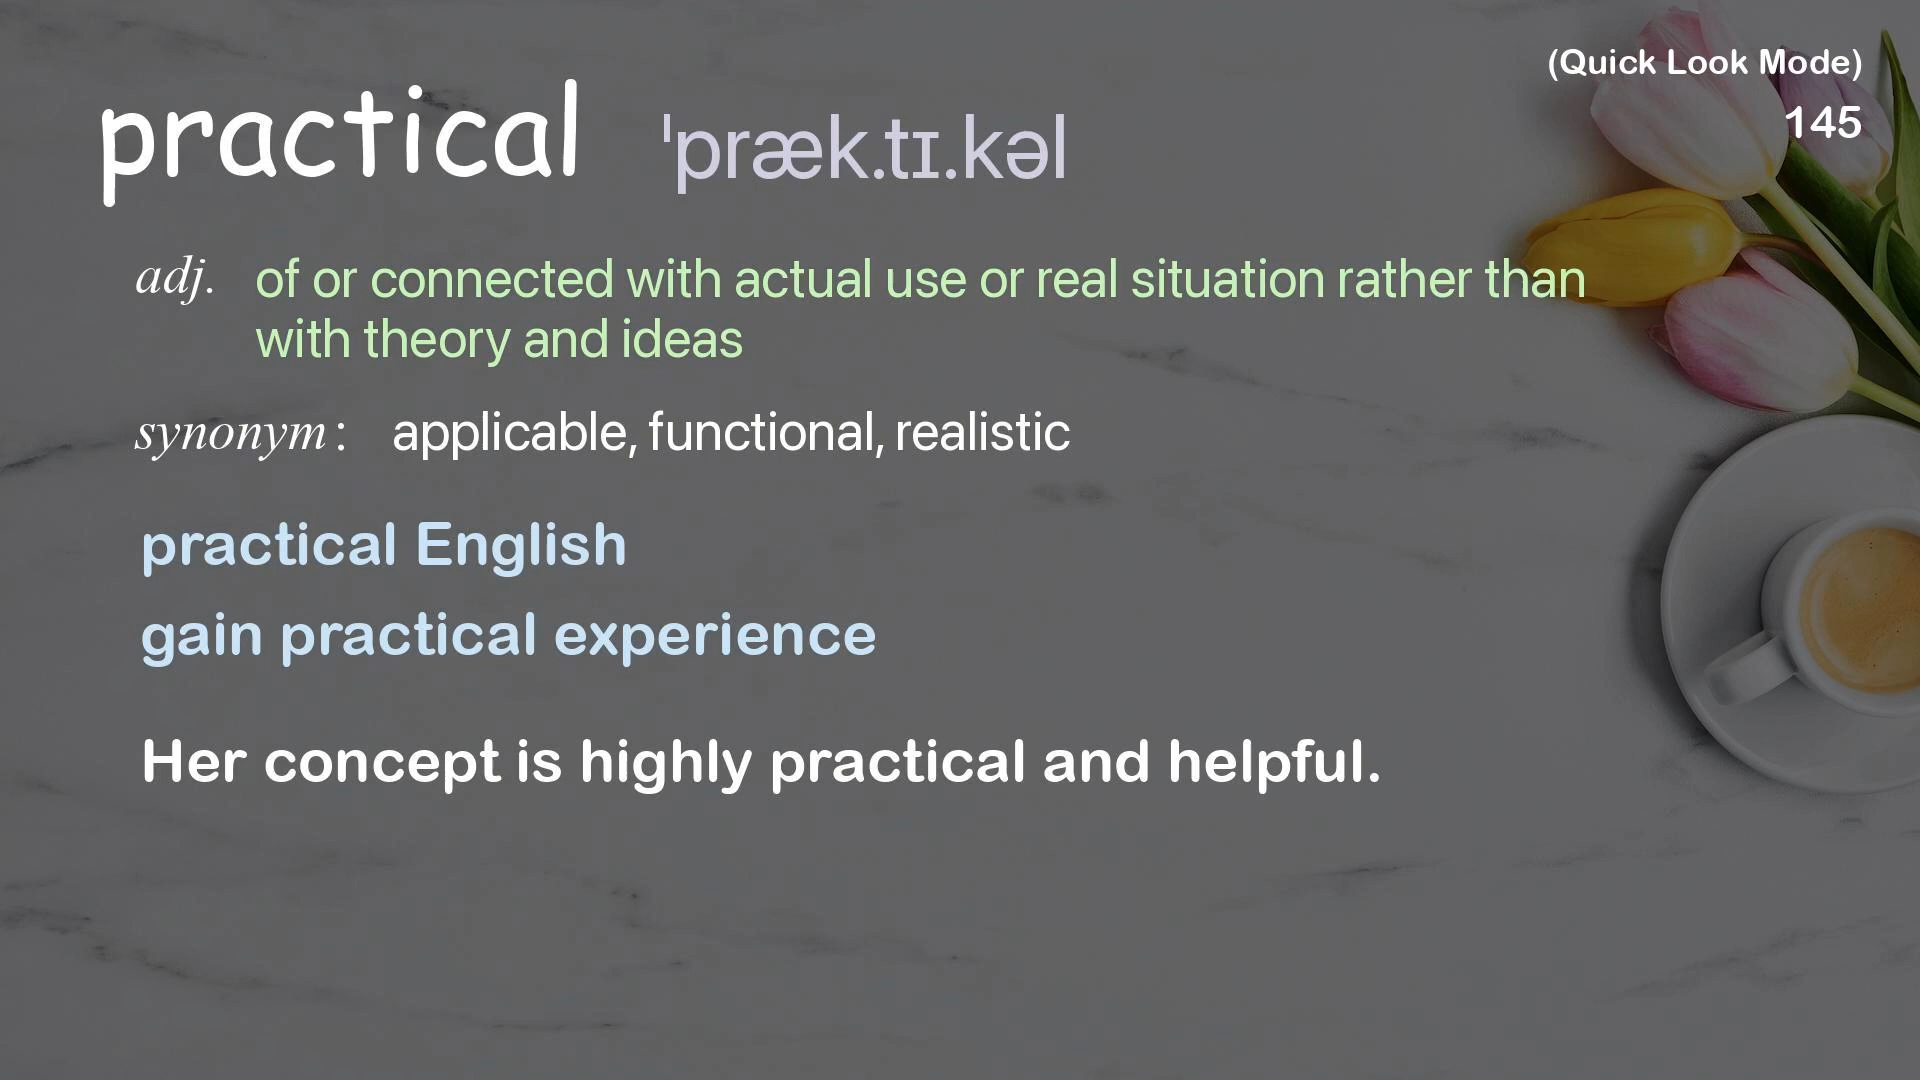 (Quick Look Mode)
145
practical ˈpræk.tɪ.kəl
adj. of or connected with actual use or real situation rather than
with theory and ideas
synonym: applicable, functional, realistic
practical English
gain practical experience
Her concept is highly practical and helpful.